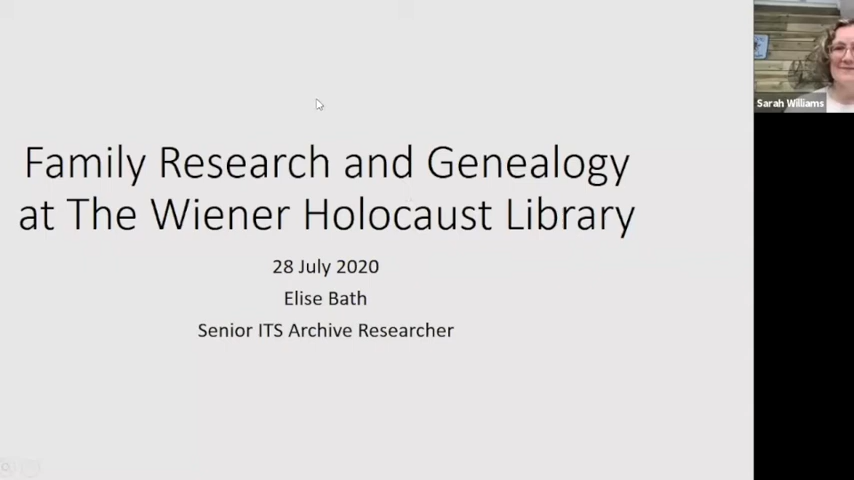 Family Research and Genealogy
at The Wiener Holocaust Library
28 July 2020
Elise Bath
Senior ITS Archive Researcher
Sarah Williams